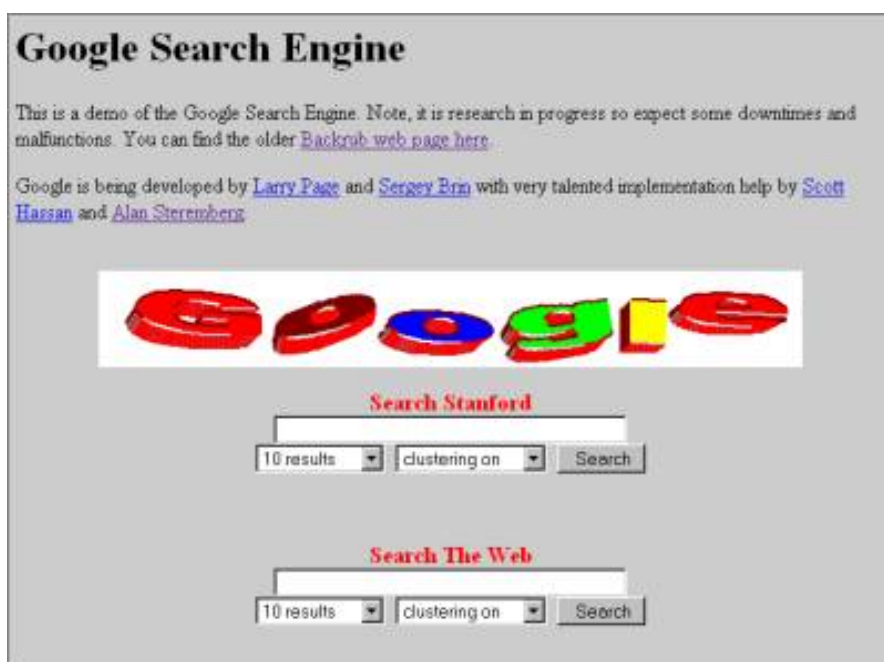 Google Search Engine
This is a demo of the Google Search Engine. Note, it is research in progress so expect some downtimes and
malfunctions. You can find the older Backrub web page here.
Google is being developed by Larry Page and Sergey Brin with very talented implementation help by Scott
Hassan and Alan Steremberg
Google
Search Stanford
10 results clustering on Search
Search The Web
10 results clustering on Search